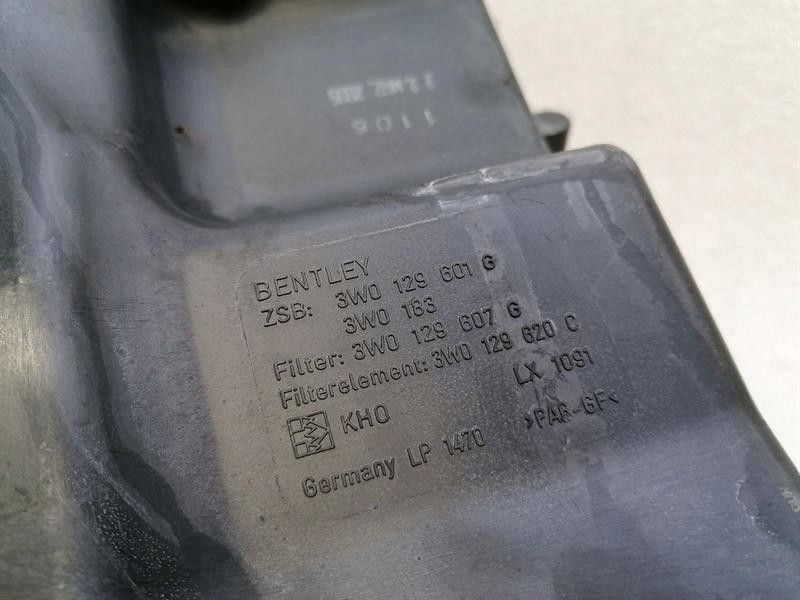 1106
BENTLEY
ZSB: 3W0 129 601 G
3W0 183
Filter: 3W0 129 607 G
Filterelement: 3W0 129 620 C
LX 1091
KHO
>PA6-GF<
Germany LP 1470